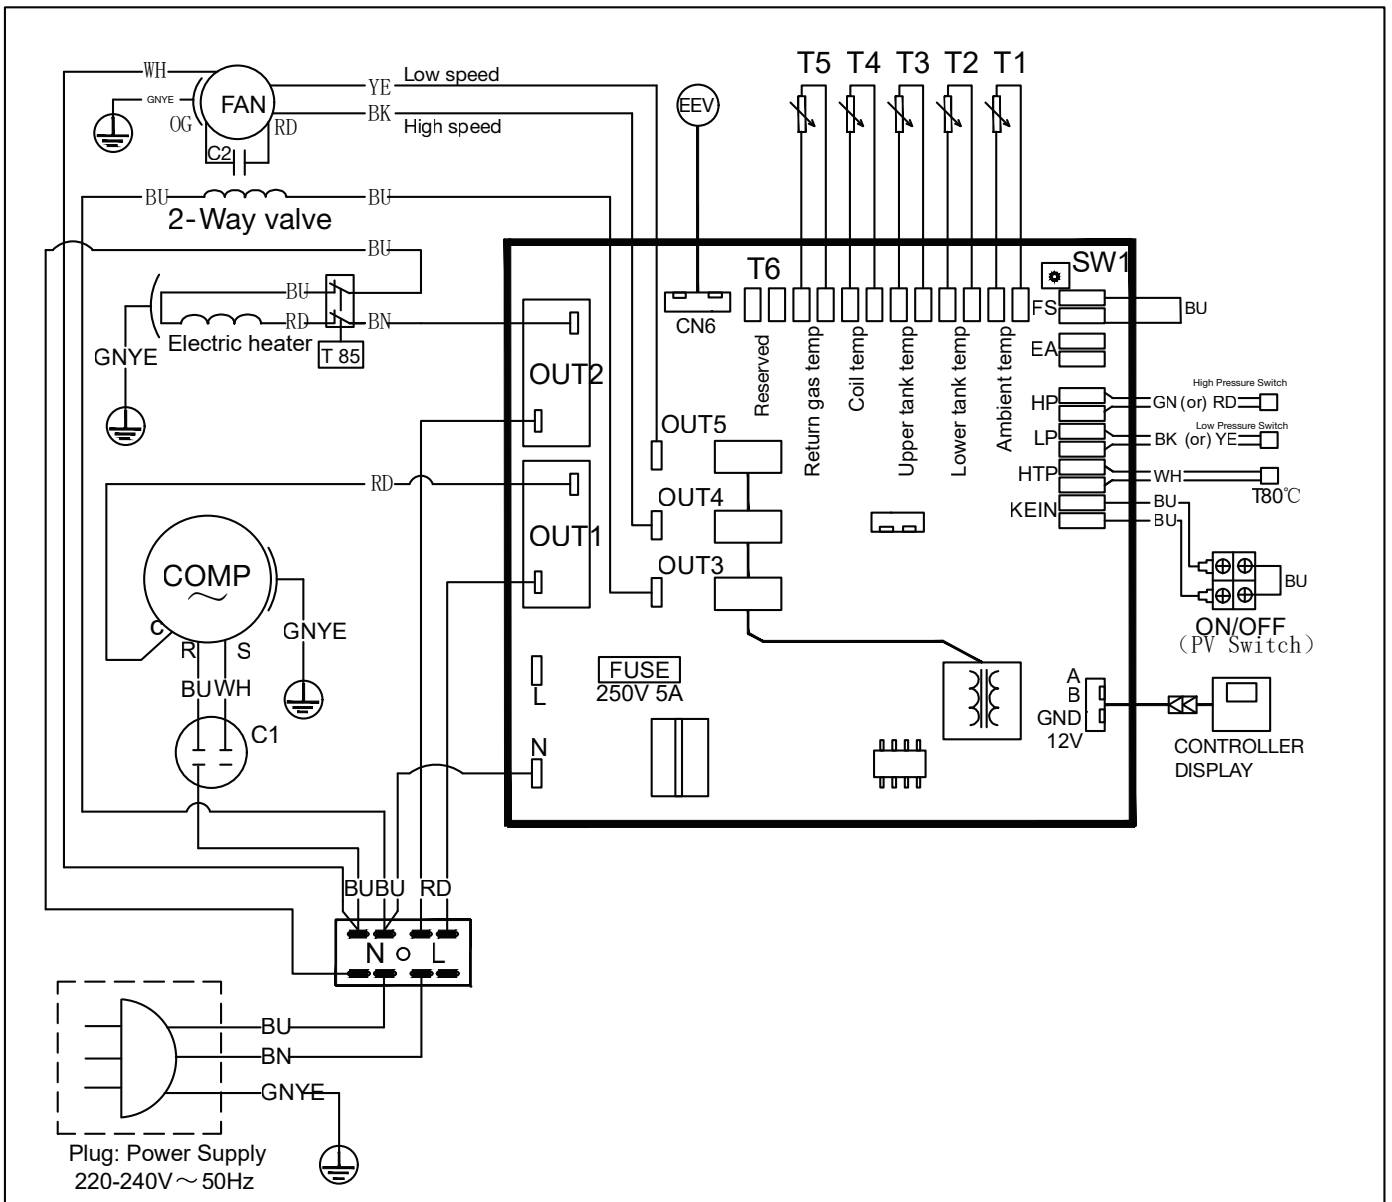 T5 T4 T3 T2 T1
WH
YE Low speed
GNYE
FAN
EEV
BK
High speed
OG
RD
C2
BU
BU
2-Way valve
BU
T6
SW1
BU
FS
BU
RD
BN
CN6
Electric heater
T 85
GNYE
EA
OUT2
Reserved
Return gas temp
Coil temp
Upper tank temp
Lower tank temp
Ambient temp
High Pressure Switch
HP
GN (or) RD
OUT5
Low Pressure Switch
LP
BK (or) YE
HTP
WH
T80℃
RD
OUT4
KEIN
BU
BU
OUT1
OUT3
COMP
~
BU
C
GNYE
ON/OFF
(PV Switch)
R
S
BU
WH
FUSE
250V 5A
L
A
B
GND
12V
C1
N
CONTROLLER
DISPLAY
BU
BU
RD
N
L
BU
BN
GNYE
Plug: Power Supply
220-240V～50Hz